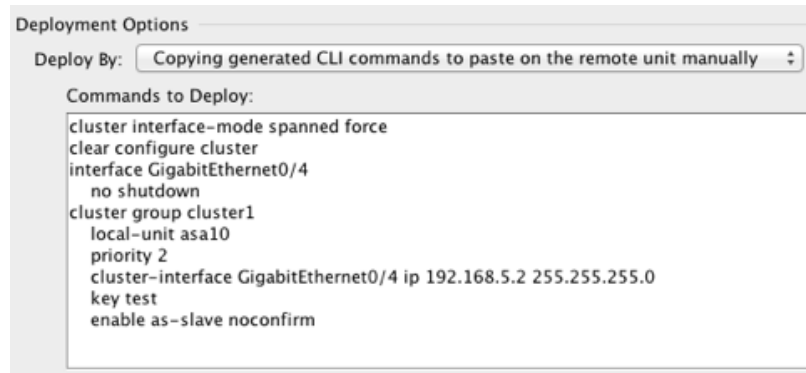 Deployment Options
Deploy By: Copying generated CLI commands to paste on the remote unit manually
Commands to Deploy:
cluster interface-mode spanned force
clear configure cluster
interface GigabitEthernet0/4
no shutdown
cluster group cluster1
local-unit asa10
priority 2
cluster-interface GigabitEthernet0/4 ip 192.168.5.2 255.255.255.0
key test
enable as-slave noconfirm